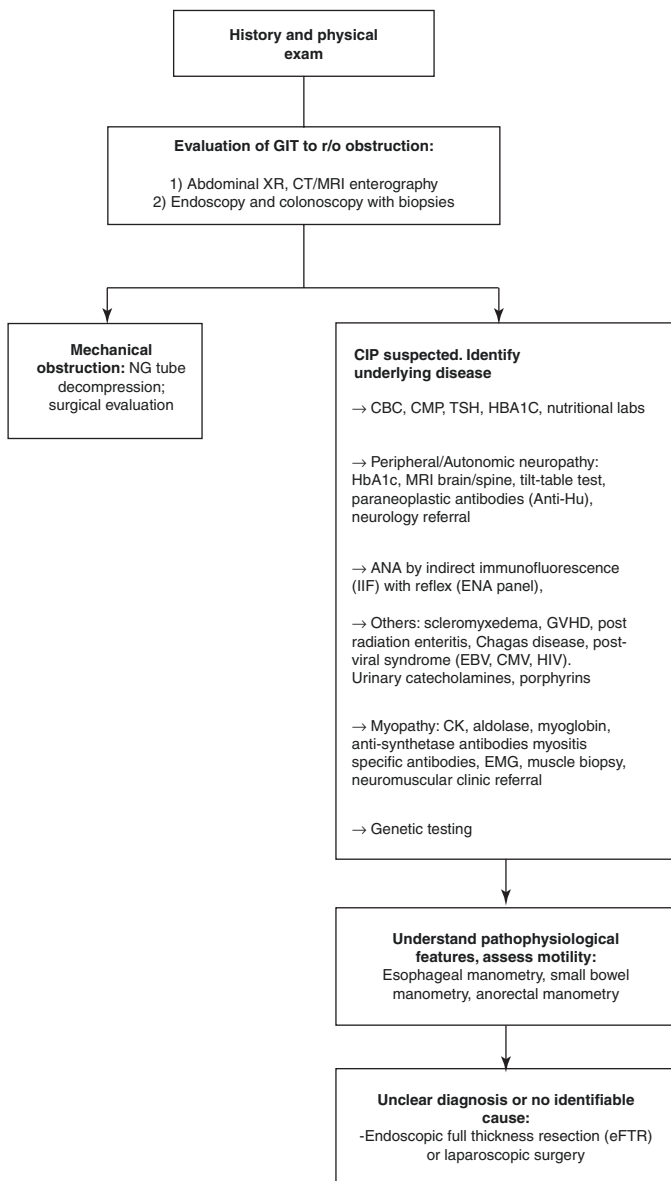 History and physical
exam
Evaluation of GIT to r/o obstruction:
1) Abdominal XR, CT/MRI enterography
2) Endoscopy and colonoscopy with biopsies
Mechanical
obstruction: NG tube
decompression;
surgical evaluation
CIP suspected. Identify
underlying disease
→ CBC, CMP, TSH, HBA1C, nutritional labs
→ Peripheral/Autonomic neuropathy:
HbA1c, MRI brain/spine, tilt-table test,
paraneoplastic antibodies (Anti-Hu),
neurology referral
→ ANA by indirect immunofluorescence
(IIF) with reflex (ENA panel),
→ Others: scleromyxedema, GVHD, post
radiation enteritis, Chagas disease, post-
viral syndrome (EBV, CMV, HIV).
Urinary catecholamines, porphyrins
→ Myopathy: CK, aldolase, myoglobin,
anti-synthetase antibodies myositis
specific antibodies, EMG, muscle biopsy,
neuromuscular clinic referral
→ Genetic testing
Understand pathophysiological
features, assess motility:
Esophageal manometry, small bowel
manometry, anorectal manometry
Unclear diagnosis or no identifiable
cause:
-Endoscopic full thickness resection (eFTR)
or laparoscopic surgery